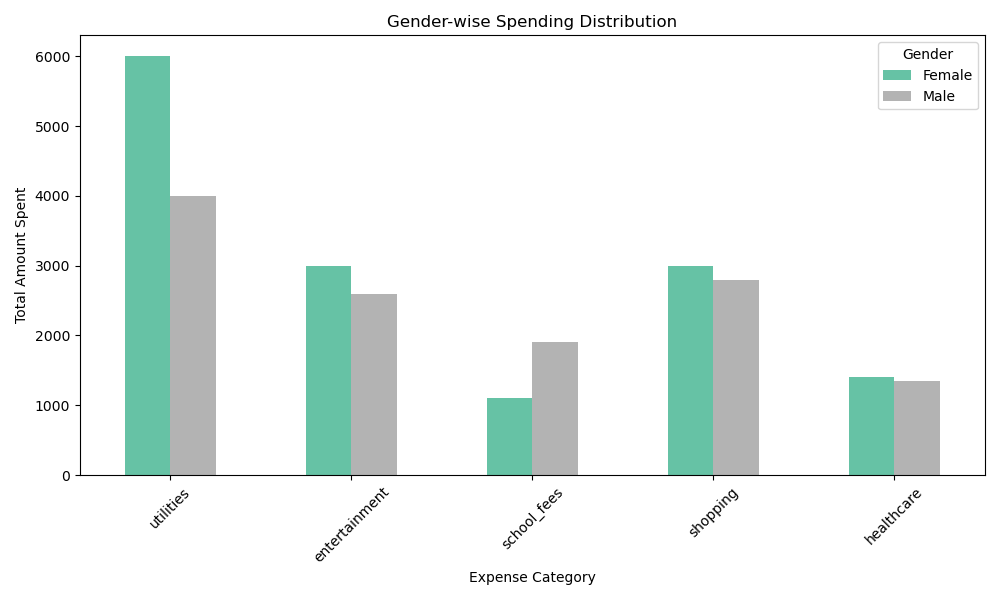 Gender-wise Spending Distribution
Gender
Female
Male
Total Amount Spent
6000
5000
4000
3000
2000
1000
0
utilities
entertainment
school_fees
shopping
healthcare
Expense Category